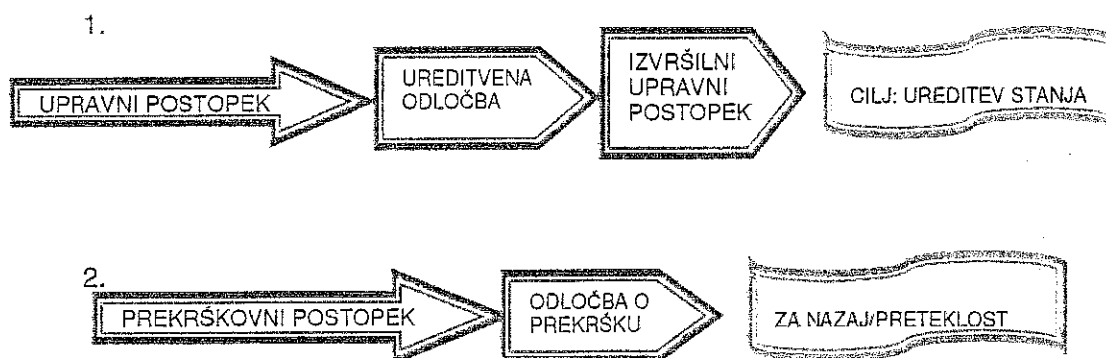 1.
UPRAVNI POSTOPEK
UREDITVENA
ODLOČBA
IZVRŠILNI
UPRAVNI
POSTOPEK
CILJ: UREDITEV STANJA
2.
PREKRŠKOVNI POSTOPEK
ODLOČBA O
PREKRŠKU
ZA NAZAJ/PRETEKLOST